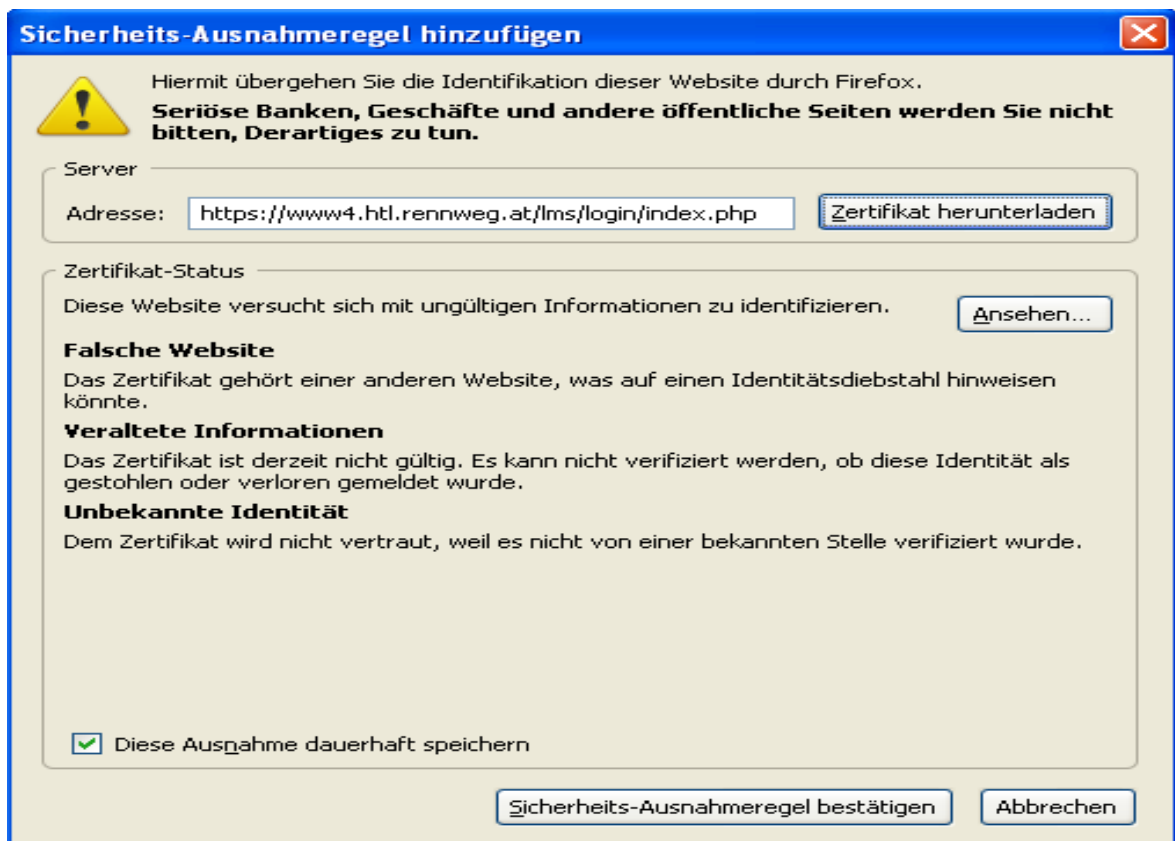 Sicherheits-Ausnahmeregel hinzufügen
Hiermit übergehen Sie die Identifikation dieser Website durch Firefox.
Seriöse Banken, Geschäfte und andere öffentliche Seiten werden Sie nicht
bitten, Derartiges zu tun.
Server
Adresse: https://www4.htl.rennweg.at/lms/login/index.php Zertifikat herunterladen
Zertifikat-Status
Diese Website versucht sich mit ungültigen Informationen zu identifizieren. Ansehen...
Falsche Website
Das Zertifikat gehört einer anderen Website, was auf einen Identitätsdiebstahl hinweisen
könnte.
Veraltete Informationen
Das Zertifikat ist derzeit nicht gültig. Es kann nicht verifiziert werden, ob diese Identität als
gestohlen oder verloren gemeldet wurde.
Unbekannte Identität
Dem Zertifikat wird nicht vertraut, weil es nicht von einer bekannten Stelle verifiziert wurde.
Diese Ausnahme dauerhaft speichern
Sicherheits-Ausnahmeregel bestätigen Abbrechen